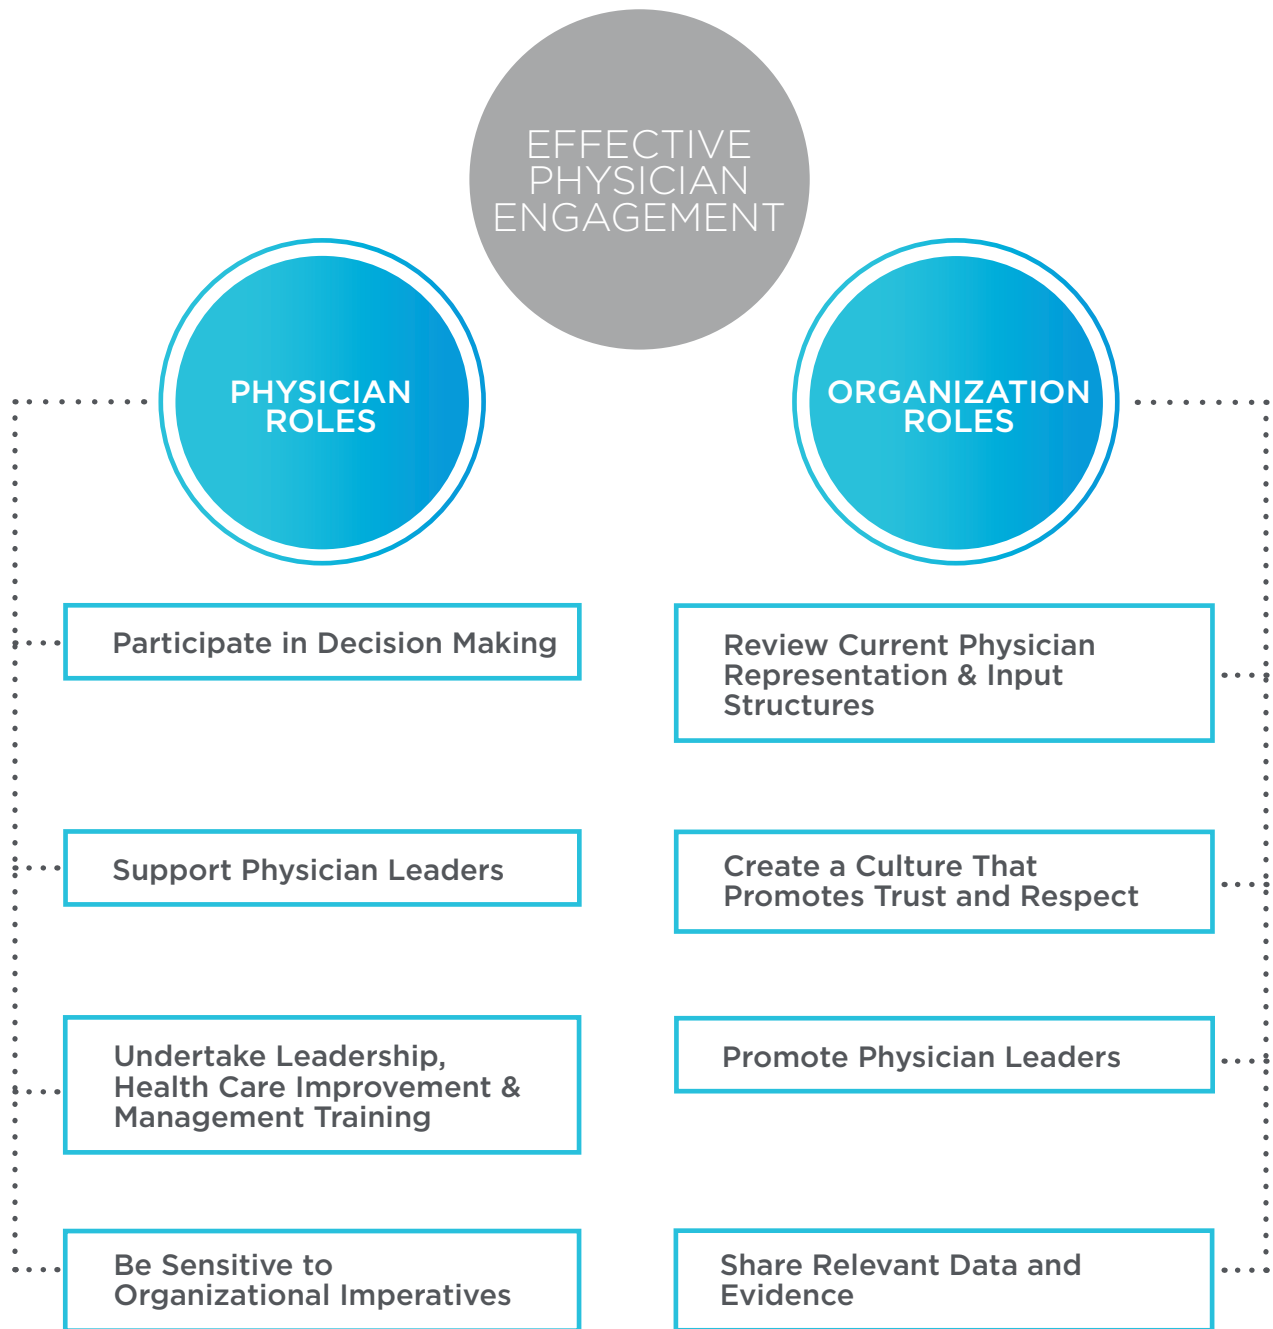 EFFECTIVE
PHYSICIAN
ENGAGEMENT
PHYSICIAN
ROLES
Participate in Decision Making
Support Physician Leaders
Undertake Leadership,
Health Care Improvement &
Management Training
Be Sensitive to
Organizational Imperatives
ORGANIZATION
ROLES
Review Current Physician
Representation & Input
Structures
Create a Culture That
Promotes Trust and Respect
Promote Physician Leaders
Share Relevant Data and
Evidence